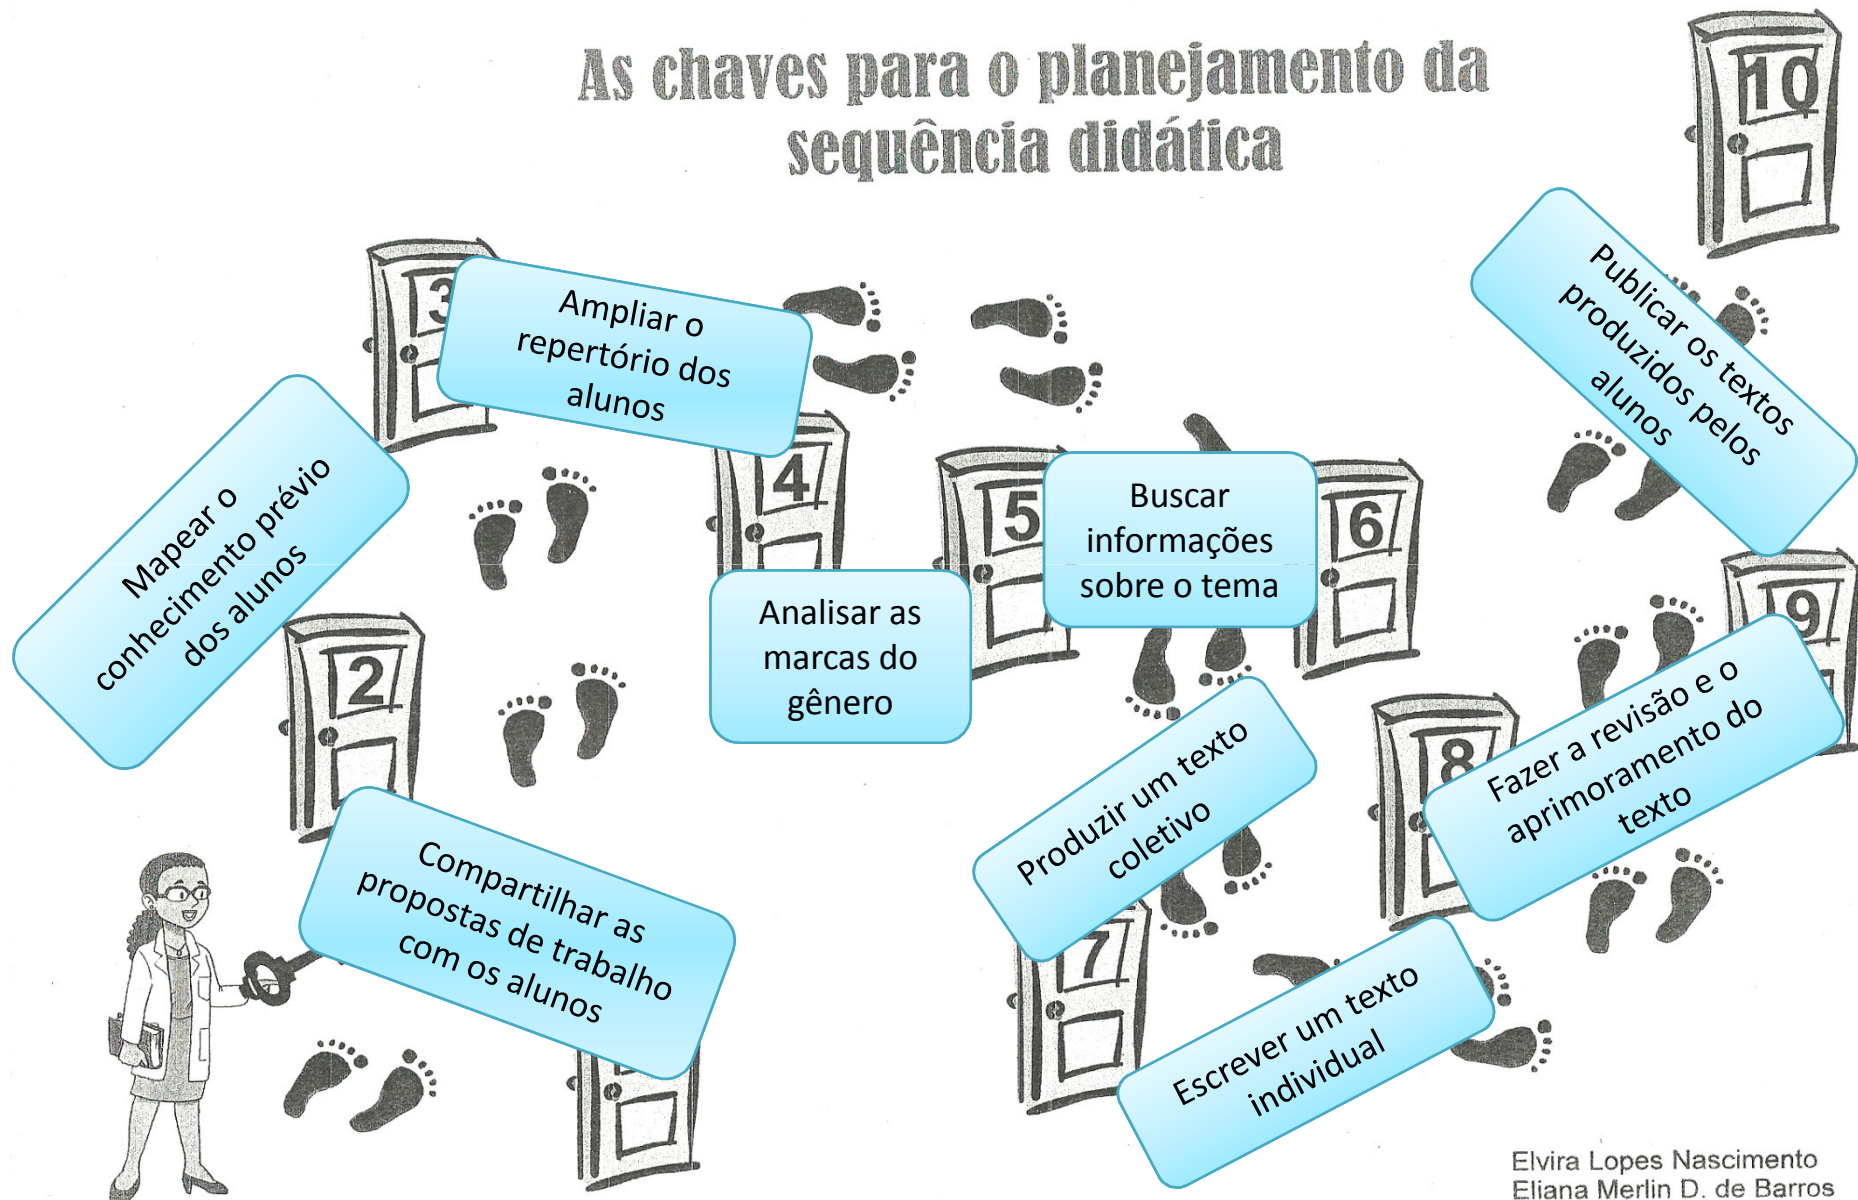 As chaves para o planejamento da
sequência didática
10
3
Ampliar o
repertório dos
alunos
Publicar os textos
produzidos pelos
alunos
Mapear o
conhecimento prévio
dos alunos
4
5
Buscar
informações
sobre o tema
6
Analisar as
marcas do
gênero
2
9
Produzir um texto
coletivo
8
Fazer a revisão e o
aprimoramento do
texto
Compartilhar as
propostas de trabalho
com os alunos
7
Escrever um texto
individual
Elvira Lopes Nascimento
Eliana Merlin D. de Barros